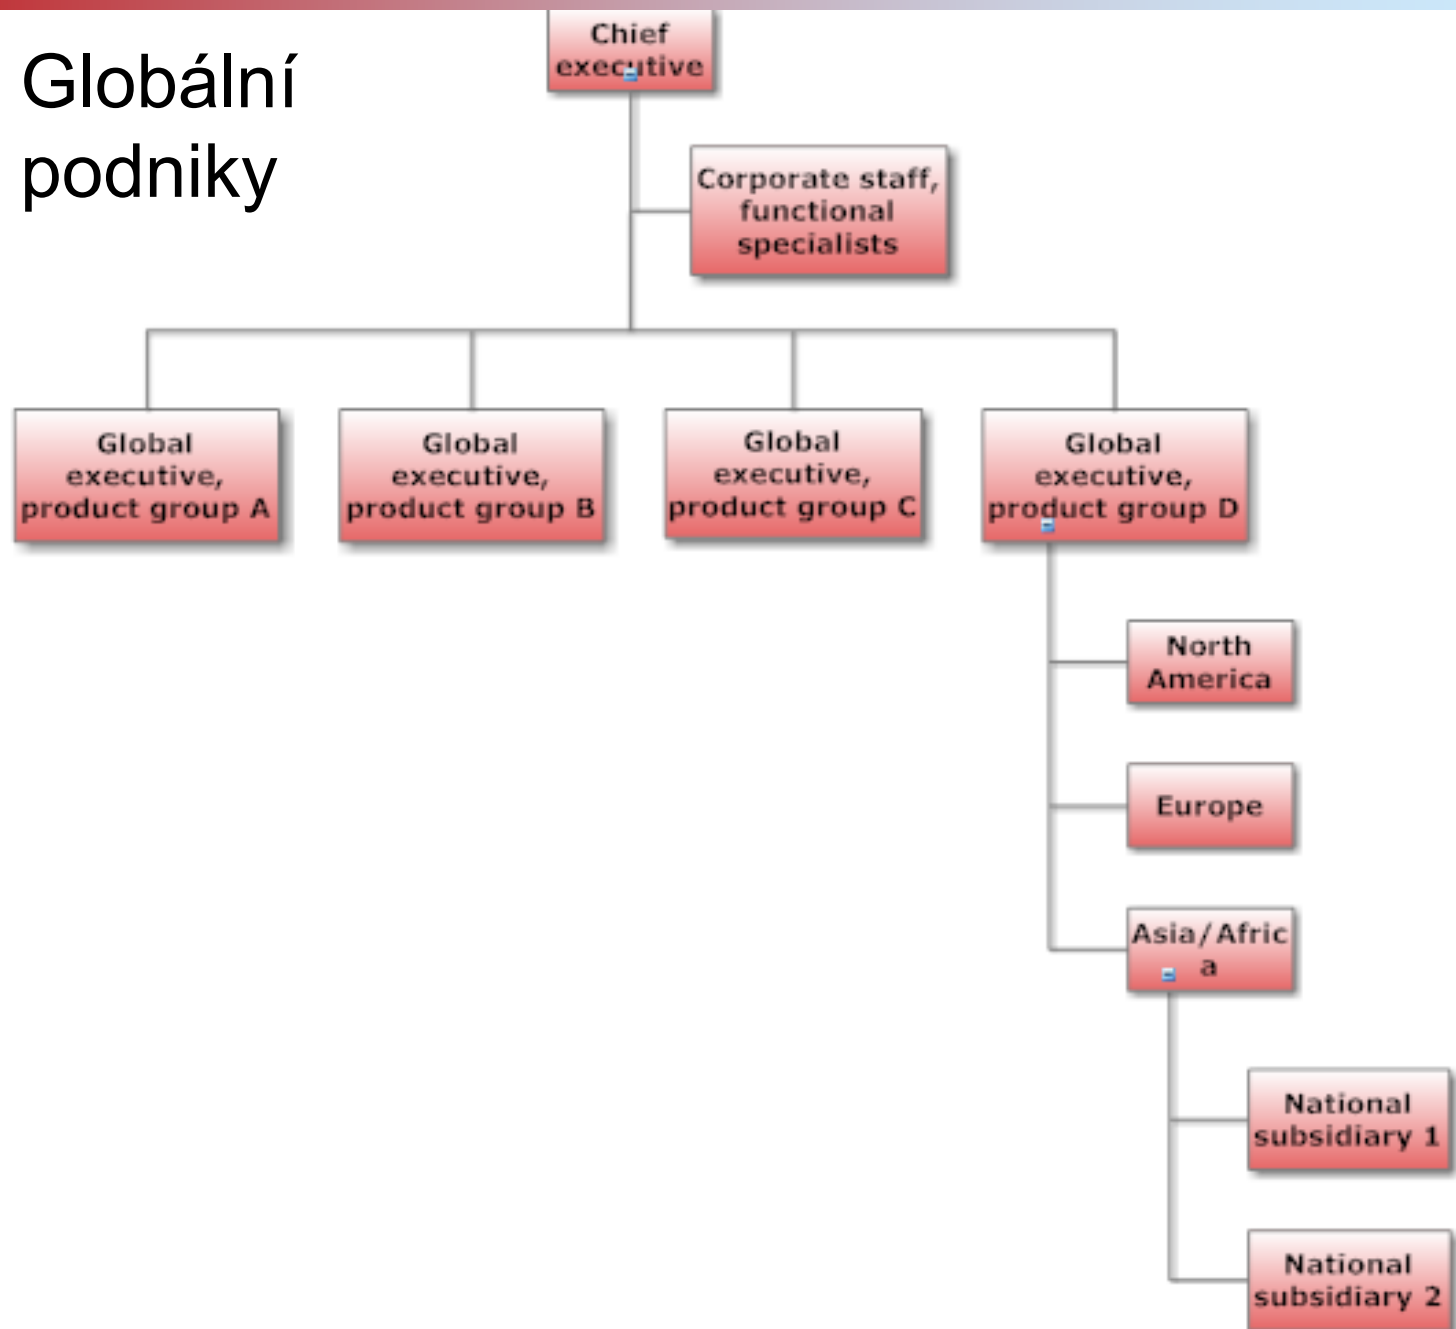 Globální
podniky
Chief
executive
Corporate staff,
functional
specialists
Global
executive,
product group A
Global
executive,
product group B
Global
executive,
product group C
Global
executive,
product group D
North
America
Europe
Asia/Afric
a
National
subsidiary 1
National
subsidiary 2